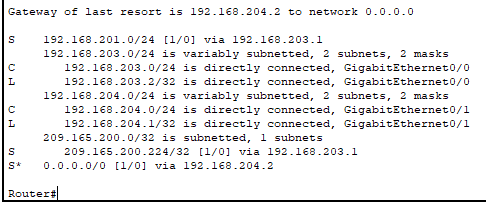 Gateway of last resort is 192.168.204.2 to network 0.0.0.0
S    192.168.201.0/24 [1/0] via 192.168.203.1
     192.168.203.0/24 is variably subnetted, 2 subnets, 2 masks
C       192.168.203.0/24 is directly connected, GigabitEthernet0/0
L       192.168.203.2/32 is directly connected, GigabitEthernet0/0
     192.168.204.0/24 is variably subnetted, 2 subnets, 2 masks
C       192.168.204.0/24 is directly connected, GigabitEthernet0/1
L       192.168.204.1/32 is directly connected, GigabitEthernet0/1
     209.165.200.0/32 is subnetted, 1 subnets
S       209.165.200.224/32 [1/0] via 192.168.203.1
S*   0.0.0.0/0 [1/0] via 192.168.204.2
Router#